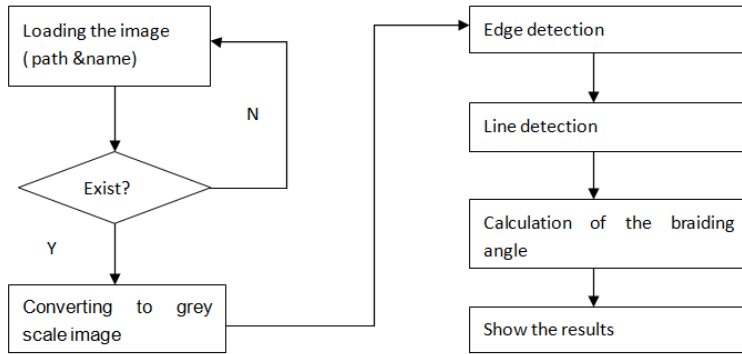 Loading the image
( path &name)
N
Exist?
Y
Converting to grey
scale image
Edge detection
Line detection
Calculation of the braiding
angle
Show the results